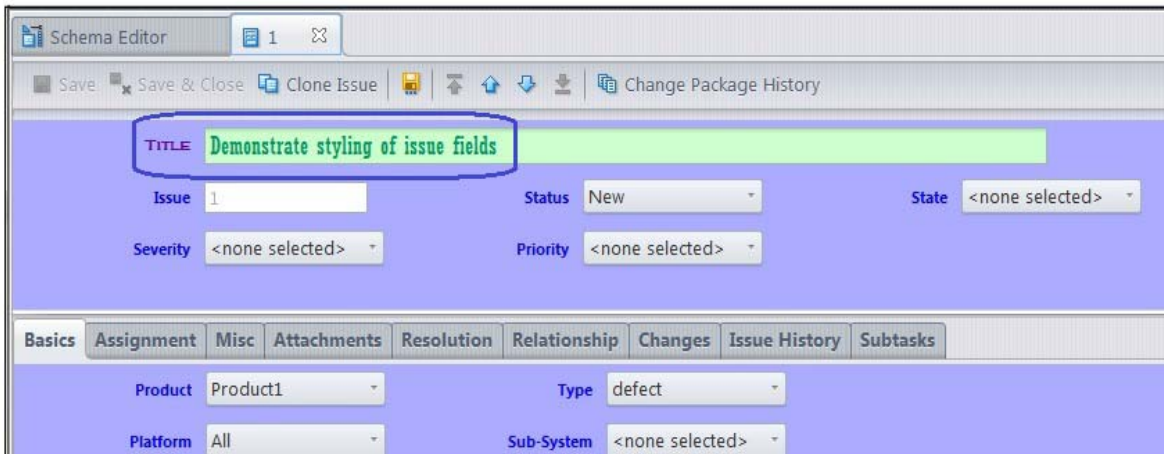 Schema Editor 1
Save Save & Close Clone Issue Change Package History
TITLE Demonstrate styling of issue fields
Issue 1 Status New State <none selected>
Severity <none selected> Priority <none selected>
Basics Assignment Misc Attachments Resolution Relationship Changes Issue History Subtasks
Product Product1 Type defect
Platform All Sub-System <none selected>